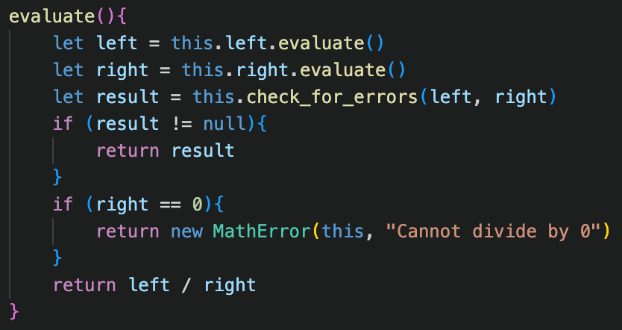 evaluate(){
    let left = this.left.evaluate()
    let right = this.right.evaluate()
    let result = this.check_for_errors(left, right)
    if (result != null){
        return result
    }
    if (right == 0){
        return new MathError(this, "Cannot divide by 0")
    }
    return left / right
}